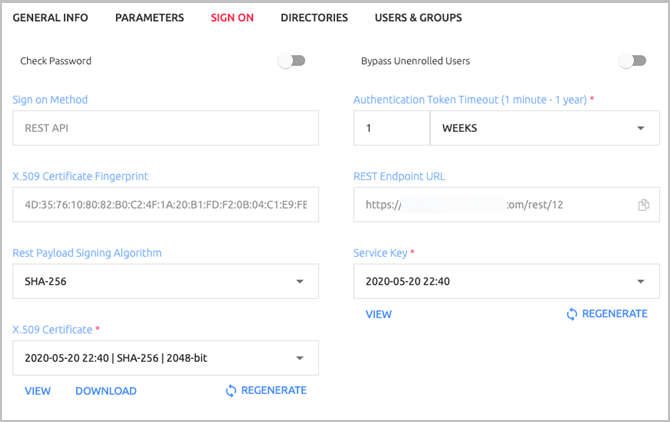 GENERAL INFO PARAMETERS SIGN ON DIRECTORIES USERS & GROUPS
Check Password
Bypass Unenrolled Users
Sign on Method
REST API
Authentication Token Timeout (1 minute - 1 year) *
1 WEEKS
X.509 Certificate Fingerprint
4D:35:76:10:80:82:B0:C2:4F:1A:20:B1:FD:F2:0B:04:C1:E9:FE
REST Endpoint URL
https:// :om/rest/12
Rest Payload Signing Algorithm
SHA-256
Service Key *
2020-05-20 22:40
VIEW REGENERATE
X.509 Certificate *
2020-05-20 22:40 | SHA-256 | 2048-bit
VIEW DOWNLOAD REGENERATE